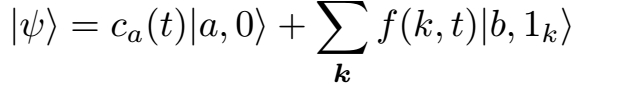 |ψ⟩ = c_a(t)|a, 0⟩ + ∑_𝒌 f(k, t)|b, 1_k⟩